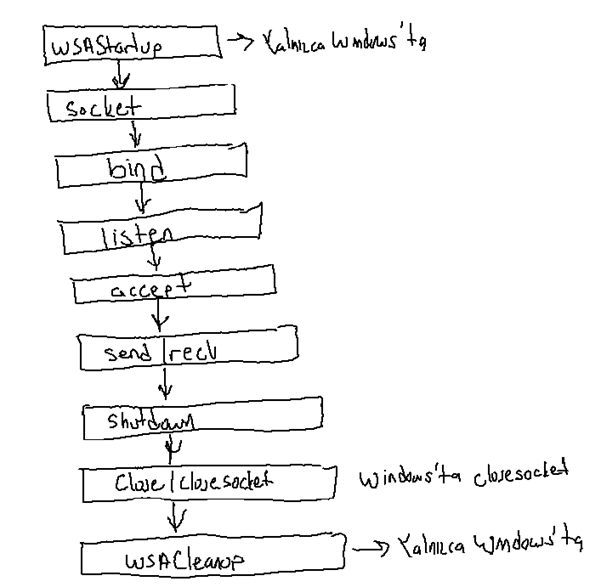 WSAStartup → Yalnızca Windows'ta
socket
bind
listen
accept
send | recv
shutdown
Close / closesocket Windows'ta closesocket
WSACleanup → Yalnızca Windows'ta